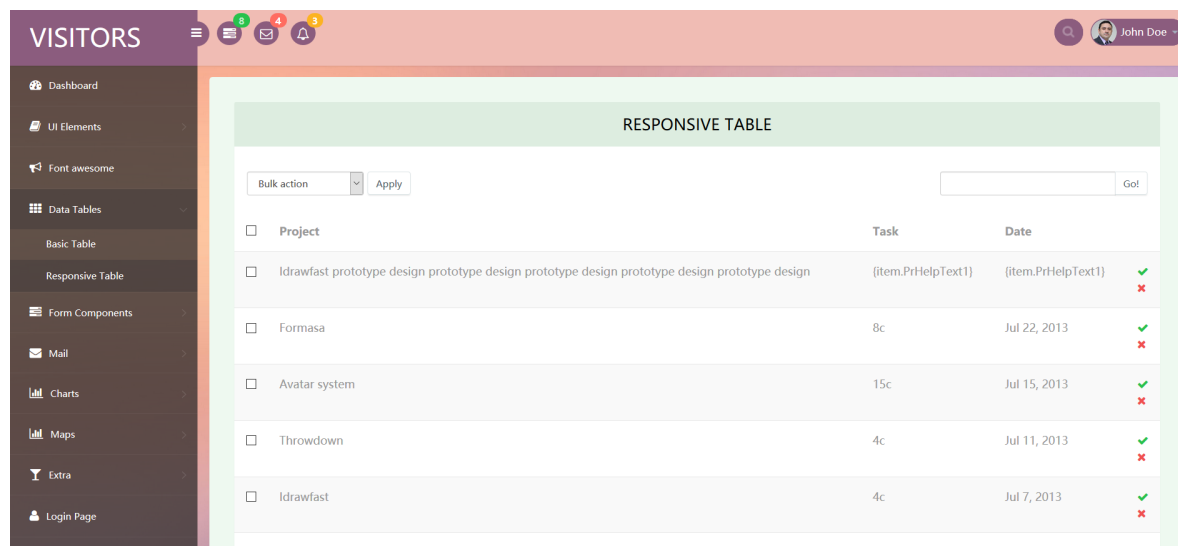 VISITORS
8
4
3
John Doe
Dashboard
UI Elements
Font awesome
Data Tables
Basic Table
Responsive Table
Form Components
Mail
Charts
Maps
Extra
Login Page
RESPONSIVE TABLE
Bulk action Apply Go!
Project Task Date
Idrawfast prototype design prototype design prototype design prototype design prototype design {item.PrHelpText1} {item.PrHelpText1}
Formasa 8c Jul 22, 2013
Avatar system 15c Jul 15, 2013
Throwdown 4c Jul 11, 2013
Idrawfast 4c Jul 7, 2013